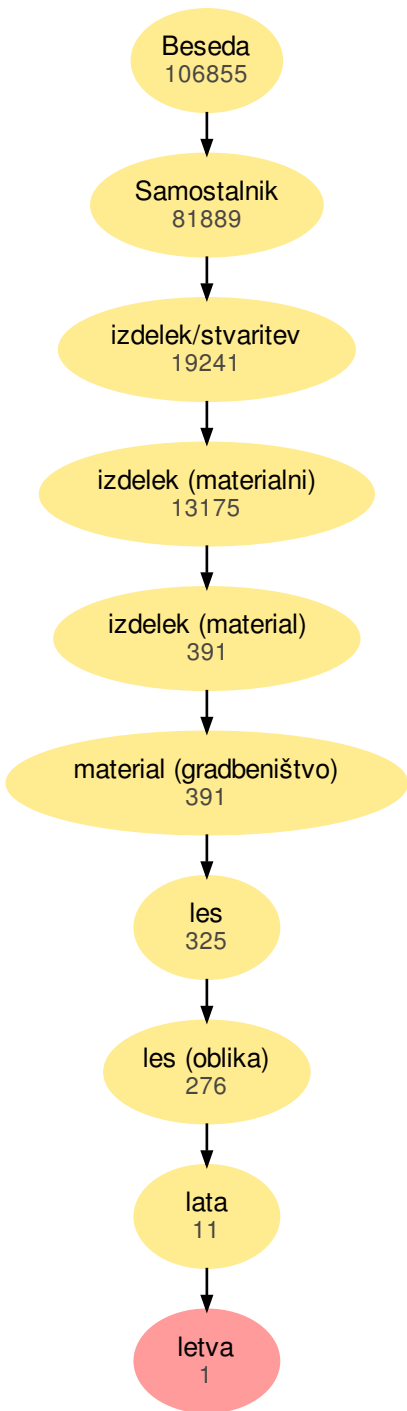 Beseda
106855
Samostalnik
81889
izdelek/stvaritev
19241
izdelek (materialni)
13175
izdelek (material)
391
material (gradbeništvo)
391
les
325
les (oblika)
276
lata
11
letva
1